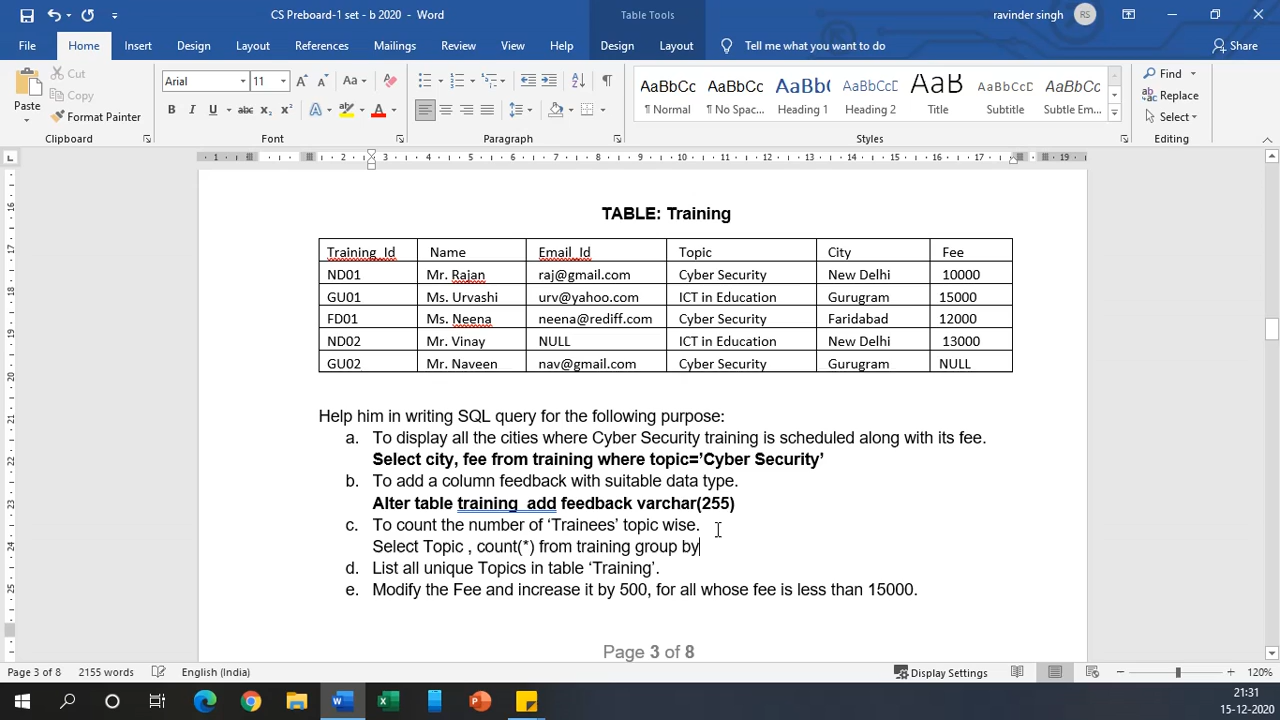 CS Preboard-1 set - b 2020 - Word
Table Tools
ravinder singh
RS
File
Home
Insert
Design
Layout
References
Mailings
Review
View
Help
Design
Layout
Tell me what you want to do
Share
Paste
Cut
Copy
Format Painter
Clipboard
Arial
11
Font
Paragraph
AaBbCc
¶ Normal
AaBbCc
¶ No Spac...
AaBb(
Heading 1
AaBbCcD
Heading 2
AaB
Title
AaBbCcC
Subtitle
AaBbCc
Subtle Em...
Styles
Find
Replace
Select
Editing
TABLE: Training
Training_Id Name Email_Id Topic City Fee
ND01 Mr. Rajan raj@gmail.com Cyber Security New Delhi 10000
GU01 Ms. Urvashi urv@yahoo.com ICT in Education Gurugram 15000
FD01 Ms. Neena neena@rediff.com Cyber Security Faridabad 12000
ND02 Mr. Vinay NULL ICT in Education New Delhi 13000
GU02 Mr. Naveen nav@gmail.com Cyber Security Gurugram NULL
Help him in writing SQL query for the following purpose:
a. To display all the cities where Cyber Security training is scheduled along with its fee.
Select city, fee from training where topic=’Cyber Security’
b. To add a column feedback with suitable data type.
Alter table training add feedback varchar(255)
c. To count the number of ‘Trainees’ topic wise.
Select Topic , count(*) from training group by
d. List all unique Topics in table ‘Training’.
e. Modify the Fee and increase it by 500, for all whose fee is less than 15000.
Page 3 of 8
Page 3 of 8
2155 words
English (India)
Display Settings
120%
21:31
15-12-2020